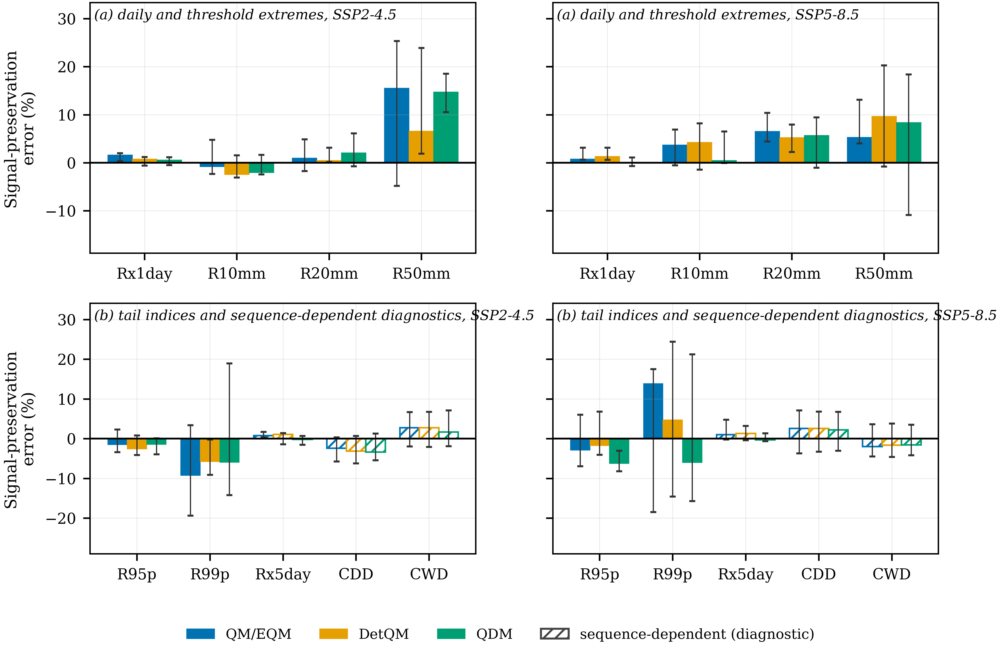 (a) daily and threshold extremes, SSP2-4.5
(a) daily and threshold extremes, SSP5-8.5
Signal-preservation
error (%)
30
20
10
0
−10
Rx1day R10mm R20mm R50mm
Rx1day R10mm R20mm R50mm
(b) tail indices and sequence-dependent diagnostics, SSP2-4.5
(b) tail indices and sequence-dependent diagnostics, SSP5-8.5
Signal-preservation
error (%)
30
20
10
0
−10
−20
R95p R99p Rx5day CDD CWD
R95p R99p Rx5day CDD CWD
QM/EQM DetQM QDM sequence-dependent (diagnostic)